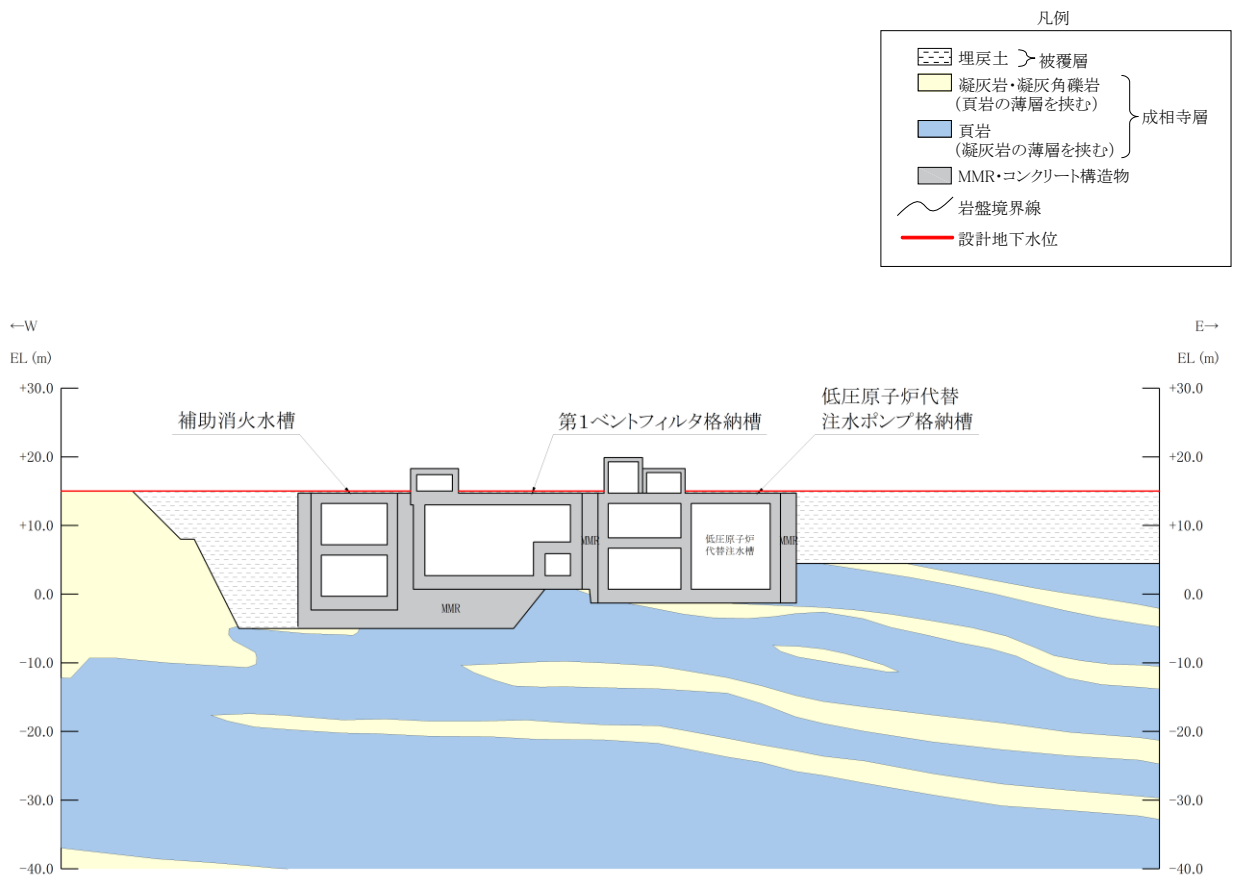 凡例
埋戻土
被覆層
凝灰岩・凝灰角礫岩
(頁岩の薄層を挟む)
成相寺層
頁岩
(凝灰岩の薄層を挟む)
MMR・コンクリート構造物
岩盤境界線
設計地下水位
←W
E→
EL (m)
EL (m)
+30.0
+30.0
補助消火水槽
第1ベントフィルタ格納槽
低圧原子炉代替
注水ポンプ格納槽
+20.0
+20.0
+10.0
+10.0
MMR
低圧原子炉
代替注水槽
MMR
0.0
0.0
MMR
-10.0
-10.0
-20.0
-20.0
-30.0
-30.0
-40.0
-40.0